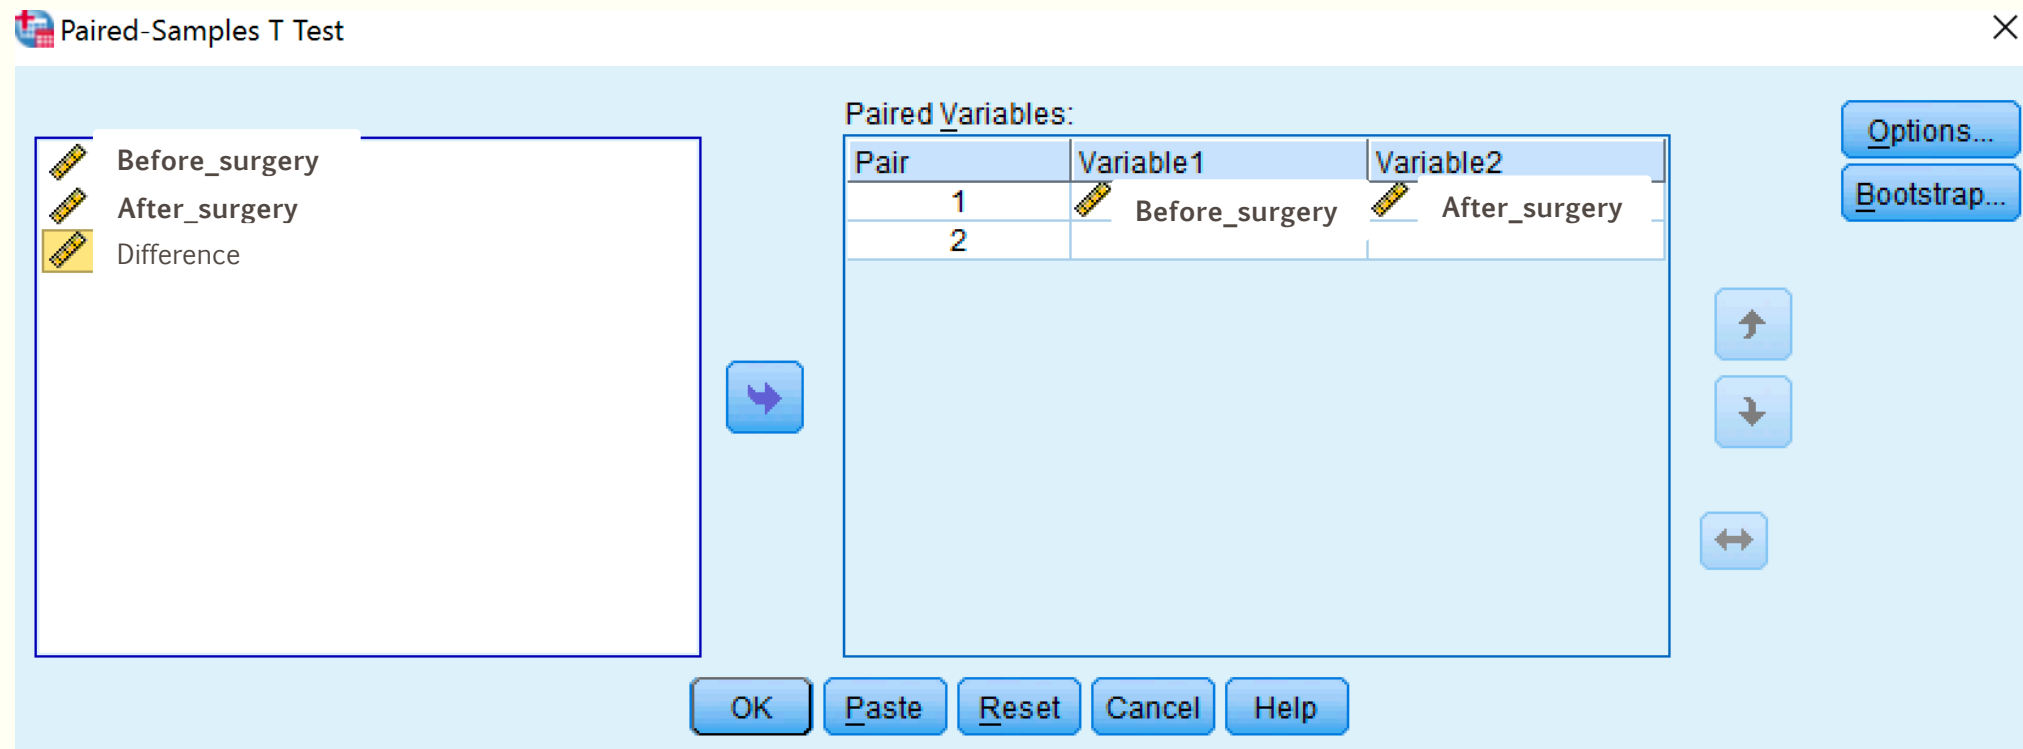 Paired-Samples T Test
Before_surgery
After_surgery
Difference
Paired Variables:
Pair Variable1 Variable2
1 Before_surgery After_surgery
2
Options...
Bootstrap...
OK Paste Reset Cancel Help